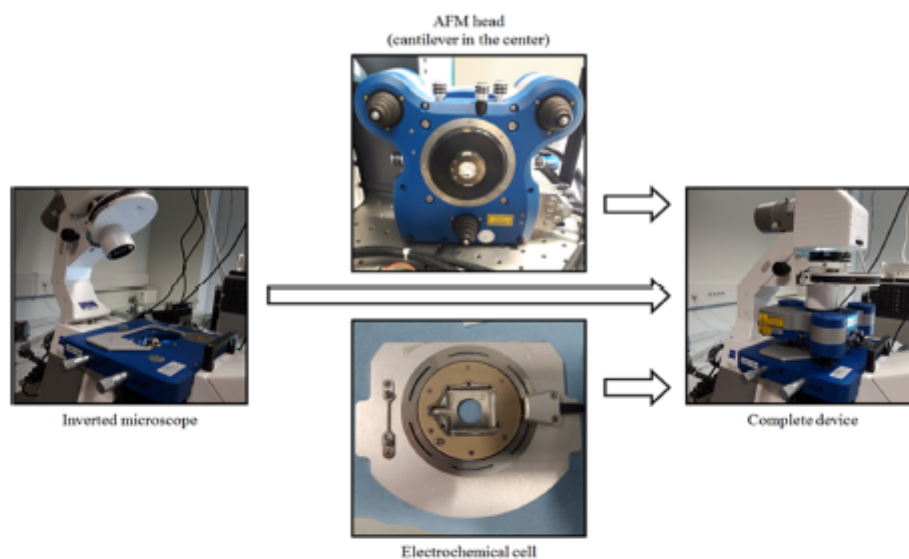 AFM head
(cantilever in the center)
Inverted microscope
Complete device
Electrochemical cell